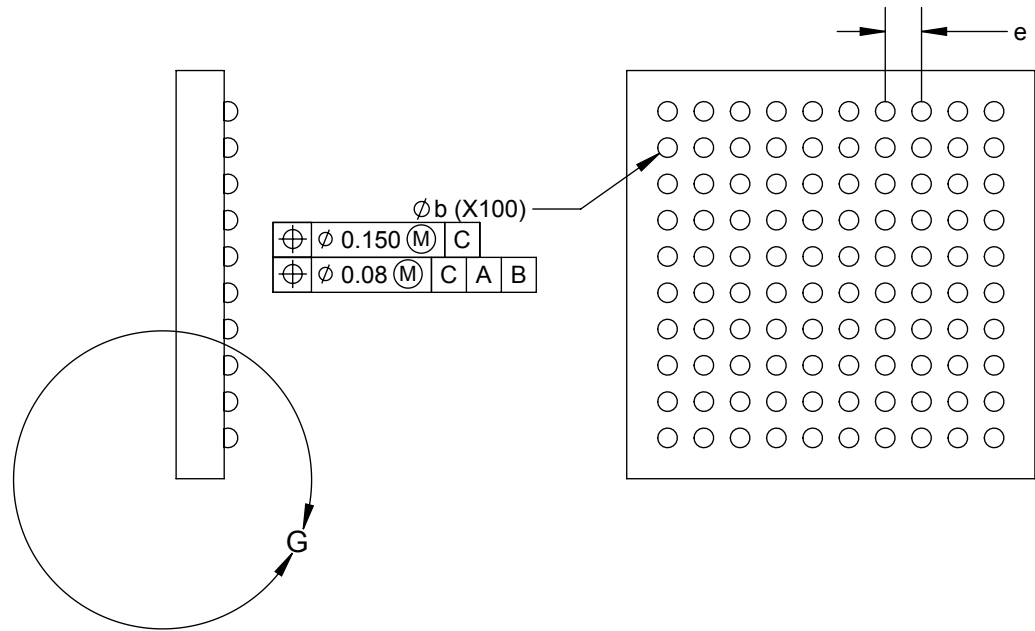 e
⌀ b (X100)
⌖ ⌀ 0.150 Ⓜ C
⌖ ⌀ 0.08 Ⓜ C A B
G